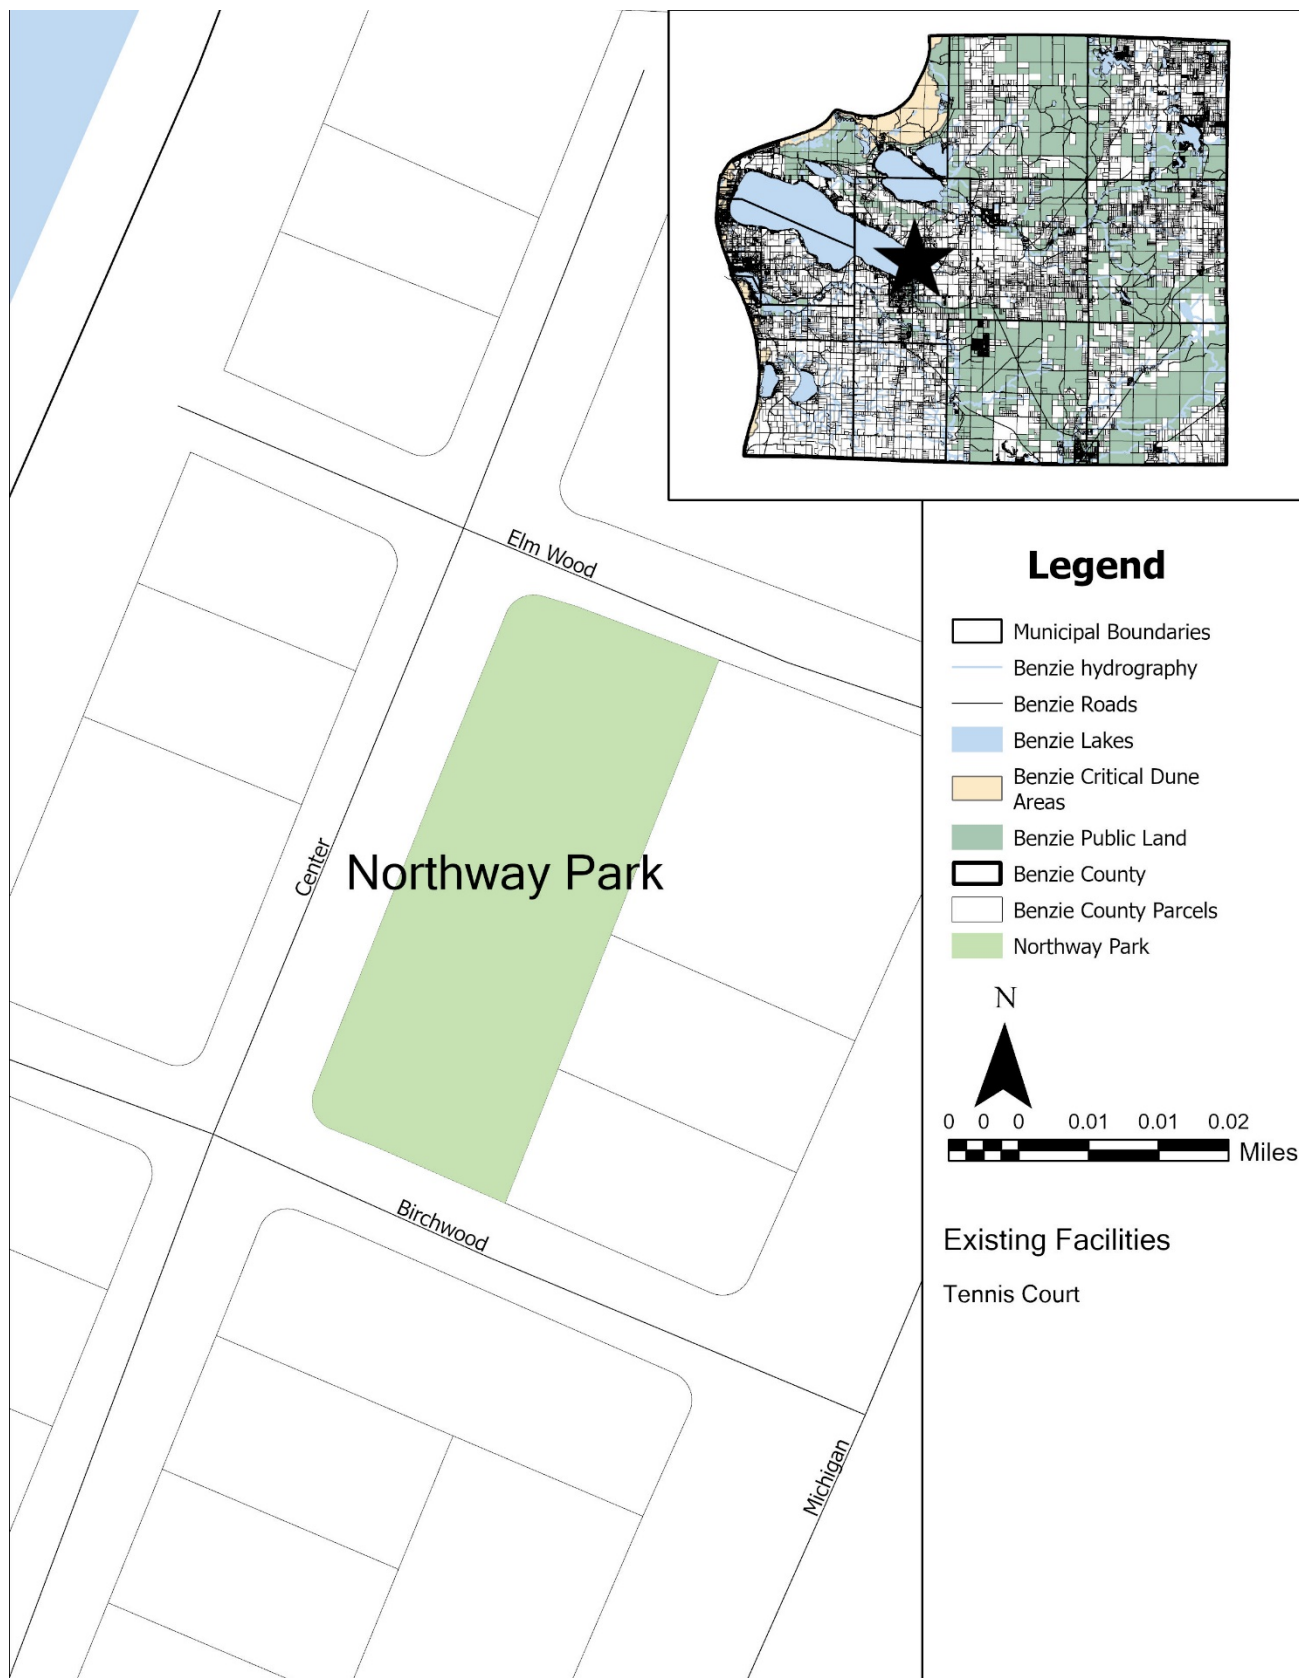 Elm Wood
Center
Northway Park
Birchwood
Michigan
Legend
Municipal Boundaries
Benzie hydrography
Benzie Roads
Benzie Lakes
Benzie Critical Dune
Areas
Benzie Public Land
Benzie County
Benzie County Parcels
Northway Park
N
0 0 0 0.01 0.01 0.02
Miles
Existing Facilities
Tennis Court